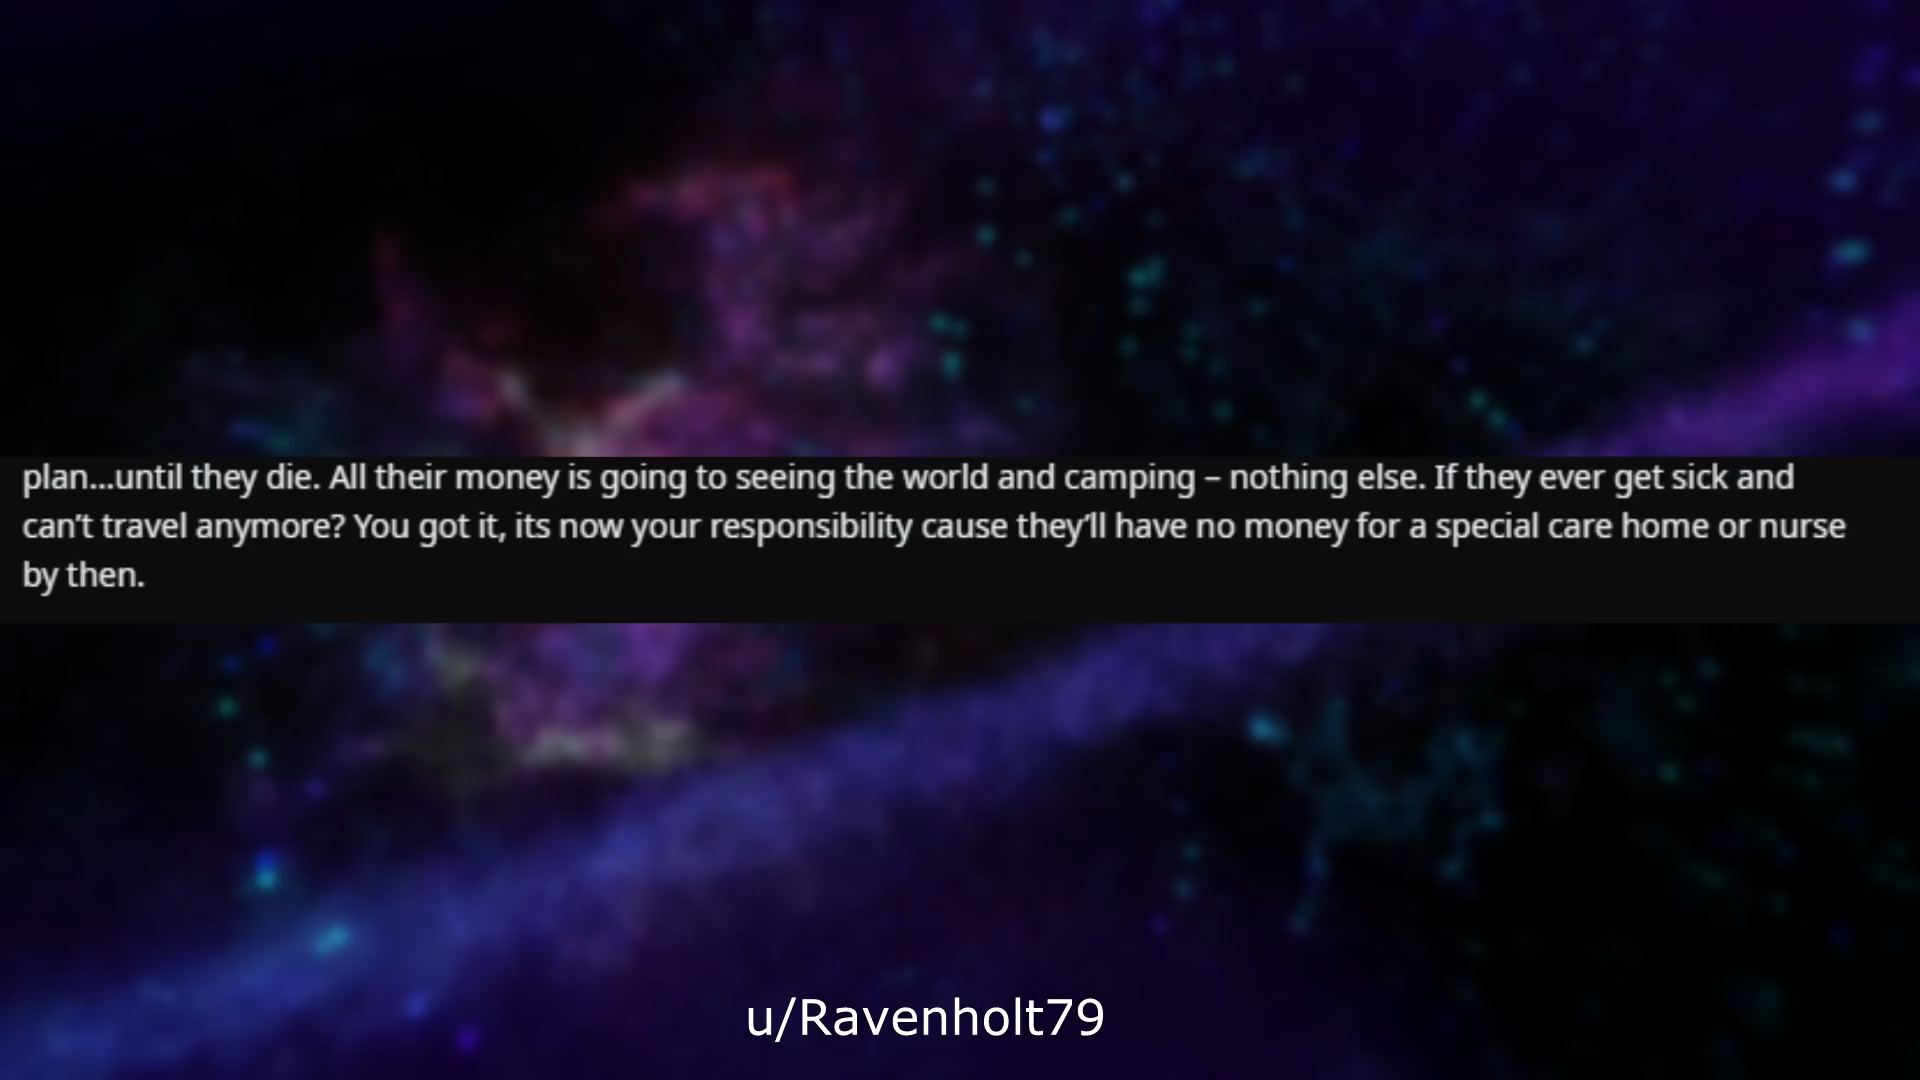 plan...until they die. All their money is going to seeing the world and camping – nothing else. If they ever get sick and
can’t travel anymore? You got it, its now your responsibility cause they’ll have no money for a special care home or nurse
by then.
u/Ravenholt79